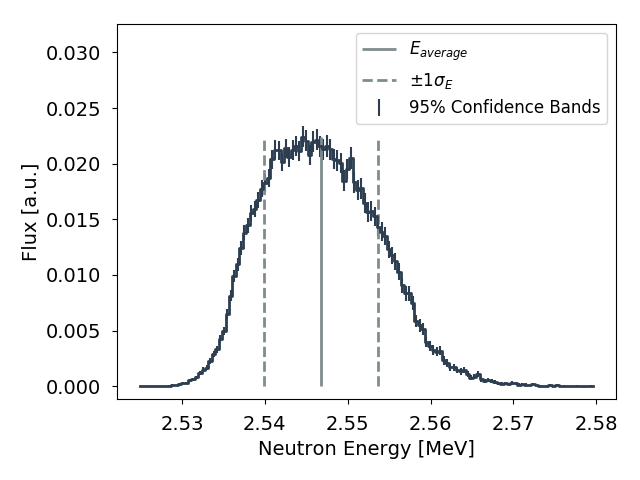 E_average
±1σ_E
95% Confidence Bands
0.030
0.025
0.020
0.015
0.010
0.005
0.000
Flux [a.u.]
2.53 2.54 2.55 2.56 2.57 2.58
Neutron Energy [MeV]